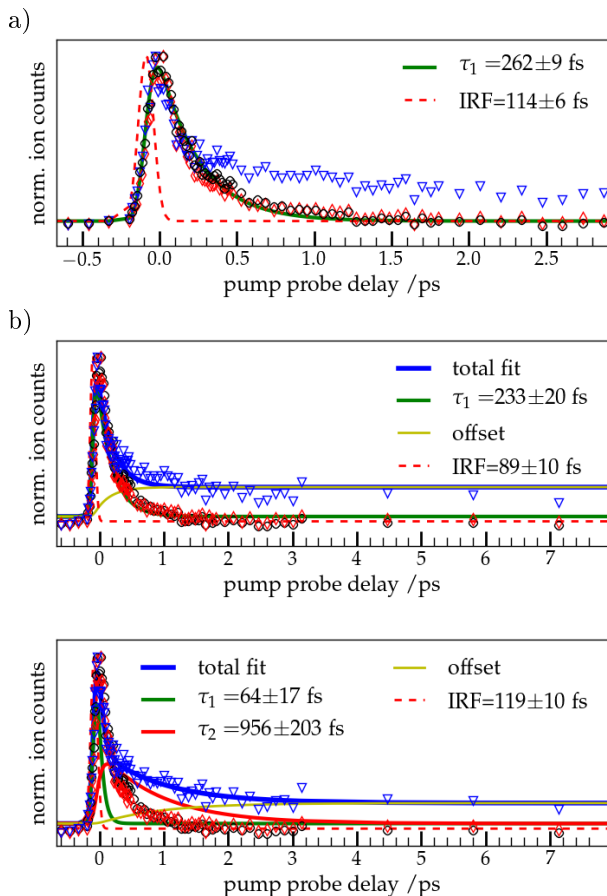 a)
τ₁ =262±9 fs
IRF=114±6 fs
norm. ion counts
−0.5 0.0 0.5 1.0 1.5 2.0 2.5
pump probe delay /ps
b)
total fit
τ₁ =233±20 fs
offset
IRF=89±10 fs
norm. ion counts
0 1 2 3 4 5 6 7
pump probe delay /ps
total fit offset
τ₁ =64±17 fs IRF=119±10 fs
τ₂ =956±203 fs
norm. ion counts
0 1 2 3 4 5 6 7
pump probe delay /ps